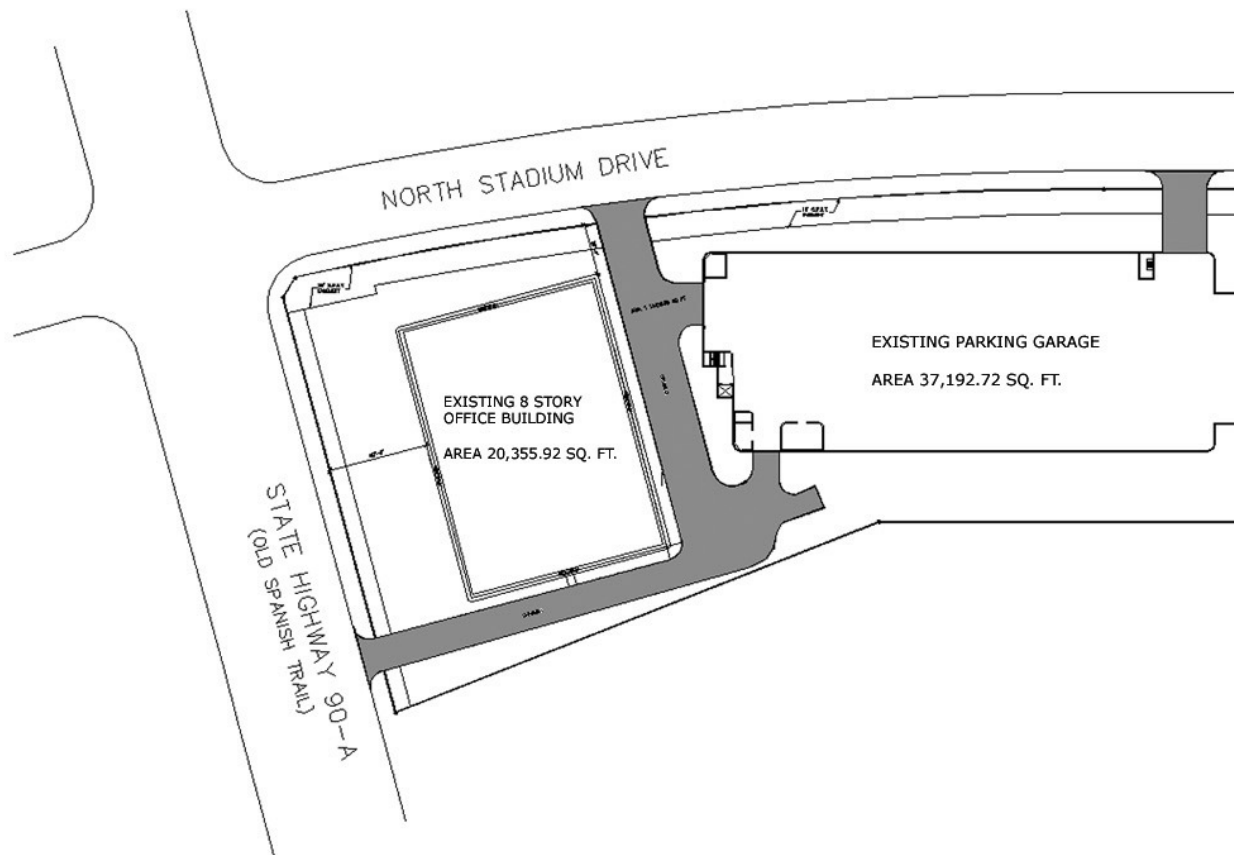 NORTH STADIUM DRIVE
EXISTING PARKING GARAGE
AREA 37,192.72 SQ. FT.
EXISTING 8 STORY
OFFICE BUILDING
AREA 20,355.92 SQ. FT.
STATE HIGHWAY 90-A
(OLD SPANISH TRAIL)